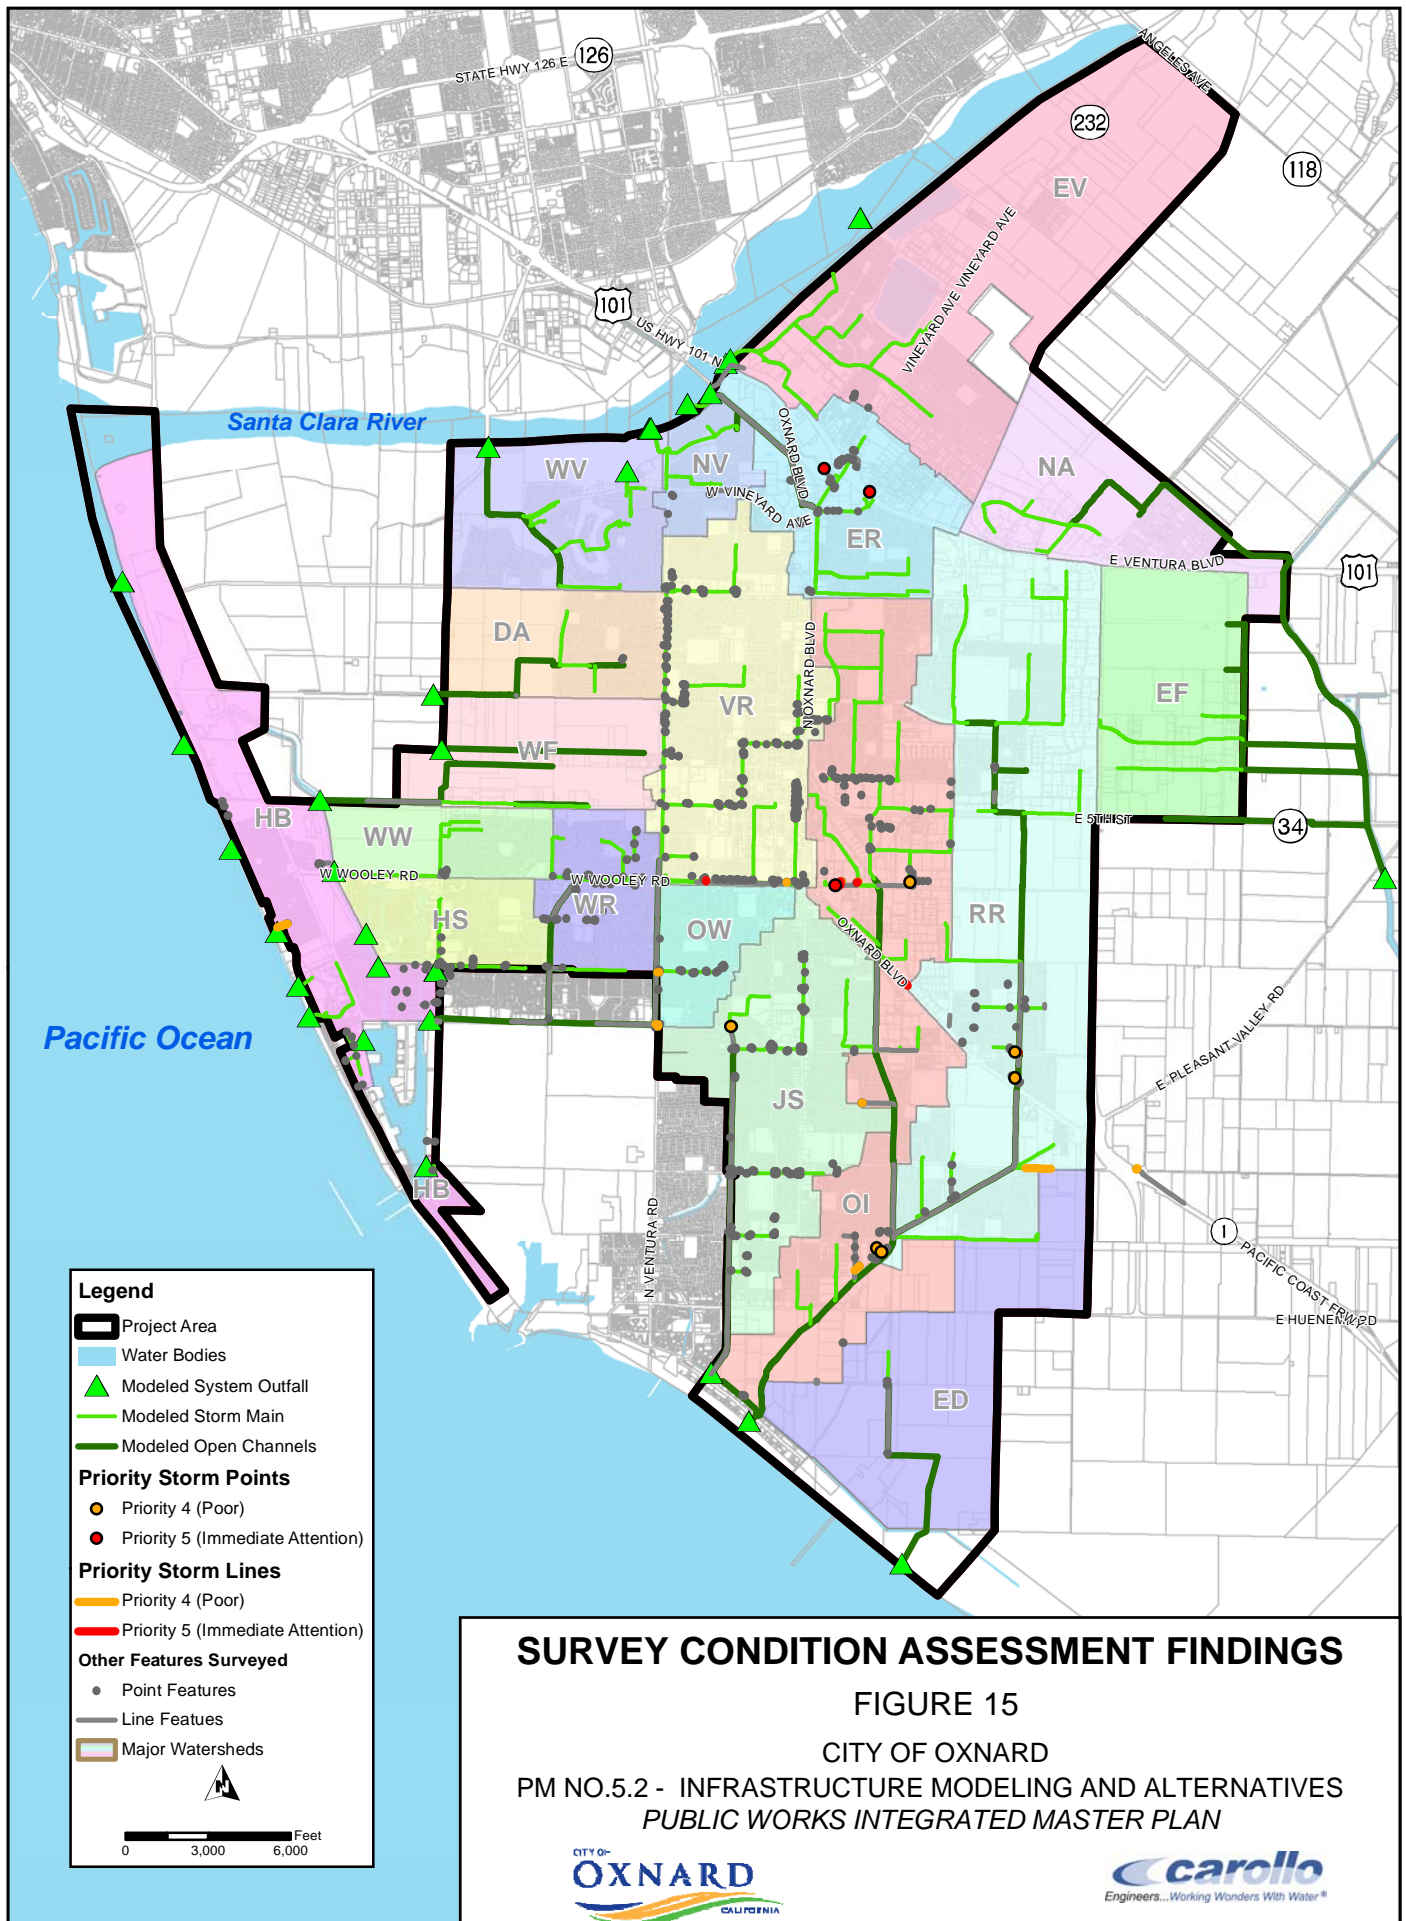 ANGELES AVE
126
STATE HWY 126 E
232
118
EV
101
US HWY 101 N
VINEYARD AVE VINEYARD AVE
Santa Clara River
OXNARD BLVD
WV
NV
W VINEYARD AVE
NA
ER
E VENTURA BLVD
101
DA
N OXNARD BLVD
VR
EF
WF
HB
WW
E 5TH ST
34
W WOOLEY RD
W WOOLEY RD
WR
HS
OW
RR
OXNARD BLVD
Pacific Ocean
E PLEASANT VALLEY RD
JS
HB
OI
N VENTURA RD
1
PACIFIC COAST FRWY
E HUENEME RD
ED
Legend
Project Area
Water Bodies
Modeled System Outfall
Modeled Storm Main
Modeled Open Channels
Priority Storm Points
Priority 4 (Poor)
Priority 5 (Immediate Attention)
Priority Storm Lines
Priority 4 (Poor)
Priority 5 (Immediate Attention)
Other Features Surveyed
Point Features
Line Featues
Major Watersheds
N
Feet
0 3,000 6,000
SURVEY CONDITION ASSESSMENT FINDINGS
FIGURE 15
CITY OF OXNARD
PM NO.5.2 - INFRASTRUCTURE MODELING AND ALTERNATIVES
PUBLIC WORKS INTEGRATED MASTER PLAN
CITY OF
OXNARD
CALIFORNIA
carollo
Engineers...Working Wonders With Water®